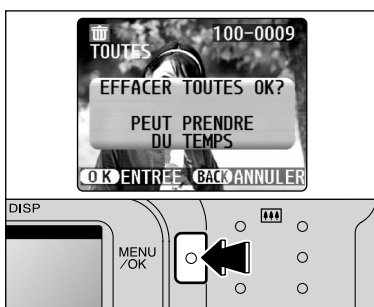 100-0009
TOUTES
EFFACER TOUTES OK?
PEUT PRENDRE
DU TEMPS
OK ENTREE BACK ANNULER
DISP
MENU
/OK